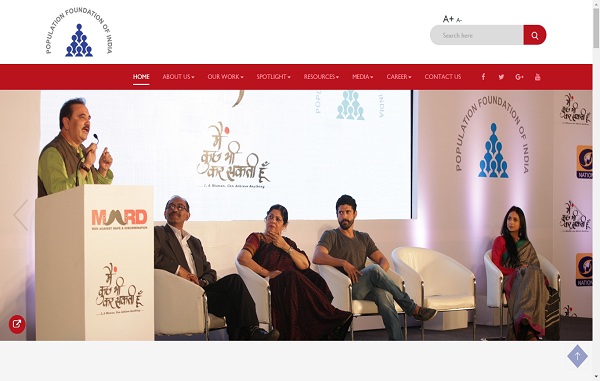 POPULATION FOUNDATION OF INDIA
A+ A-
Search here
HOME ABOUT US OUR WORK SPOTLIGHT RESOURCES MEDIA CAREER CONTACT US
मैं
कुछ भी
कर सकती हूँ
...I, A Woman, Can Achieve Anything
POPULATION FOUNDATION OF INDIA
मैं
कुछ भी
कर सकती हूँ
NATION
MARD
MEN AGAINST RAPE & DISCRIMINATION
मैं
कुछ भी
कर सकती हूँ
NATION